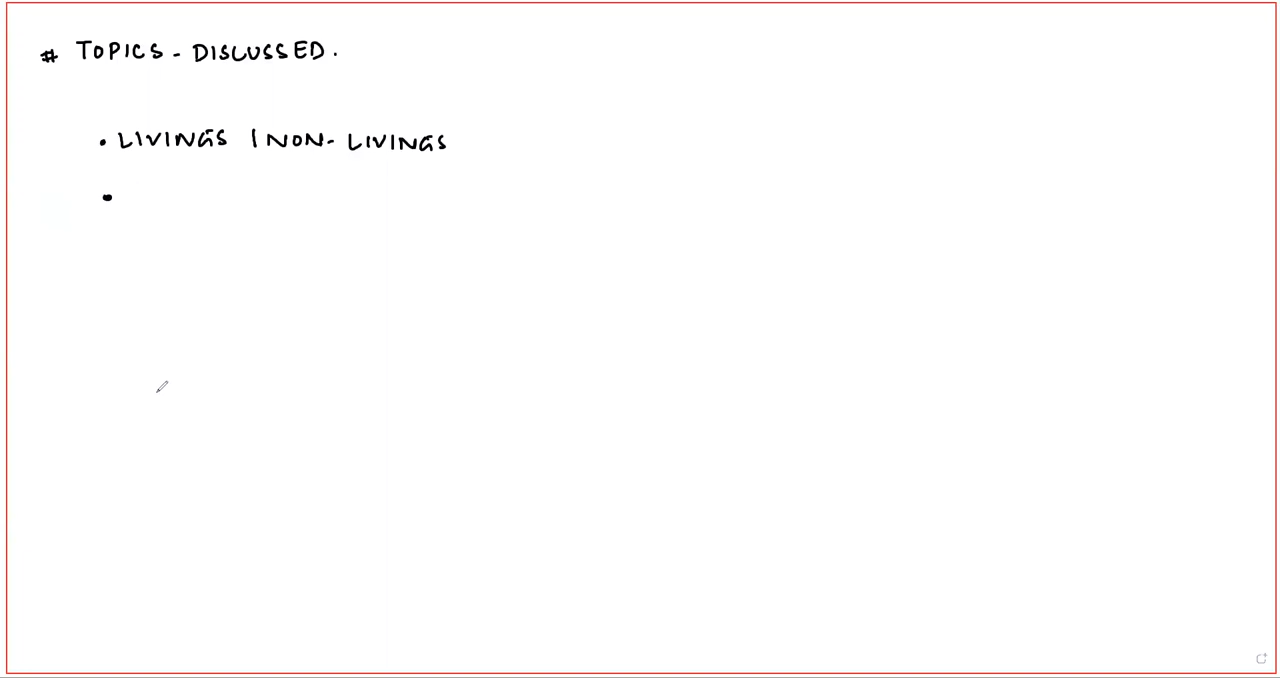 # TOPICS - DISCUSSED.
• LIVINGS | NON- LIVINGS
•